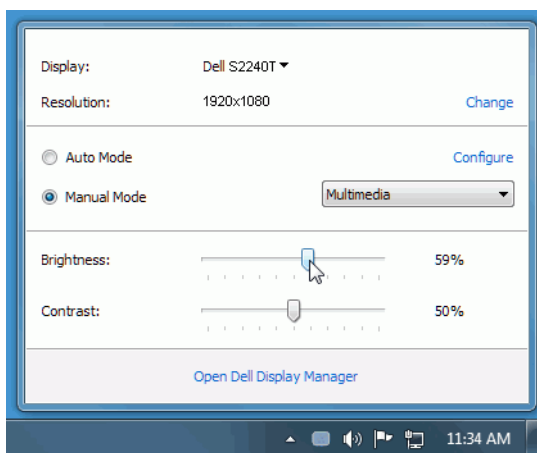 Display: Dell S2240T
Resolution: 1920x1080 Change
Auto Mode Configure
Manual Mode Multimedia
Brightness: 59%
Contrast: 50%
Open Dell Display Manager
11:34 AM